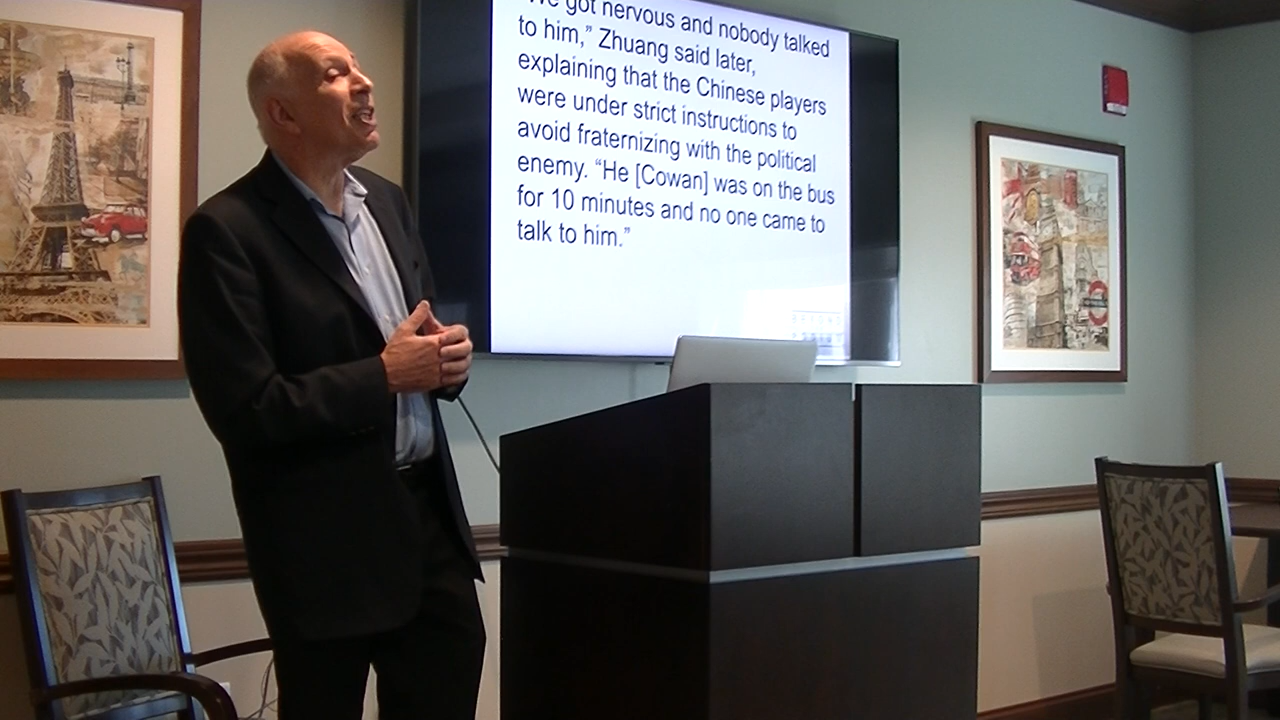 “We got nervous and nobody talked
to him,” Zhuang said later,
explaining that the Chinese players
were under strict instructions to
avoid fraternizing with the political
enemy. “He [Cowan] was on the bus
for 10 minutes and no one came to
talk to him.”